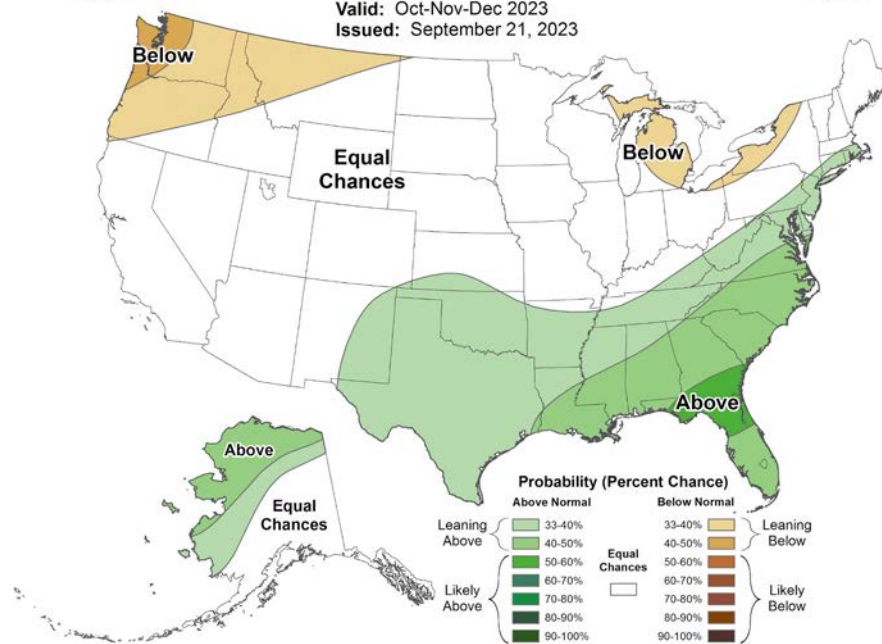 Valid: Oct-Nov-Dec 2023
Issued: September 21, 2023
Below
Equal
Chances
Below
Above
Above
Equal
Chances
Probability (Percent Chance)
Above Normal
Below Normal
Leaning
Above
33-40%
40-50%
Likely
Above
50-60%
60-70%
70-80%
80-90%
90-100%
Equal
Chances
33-40%
40-50%
Leaning
Below
50-60%
60-70%
70-80%
80-90%
90-100%
Likely
Below